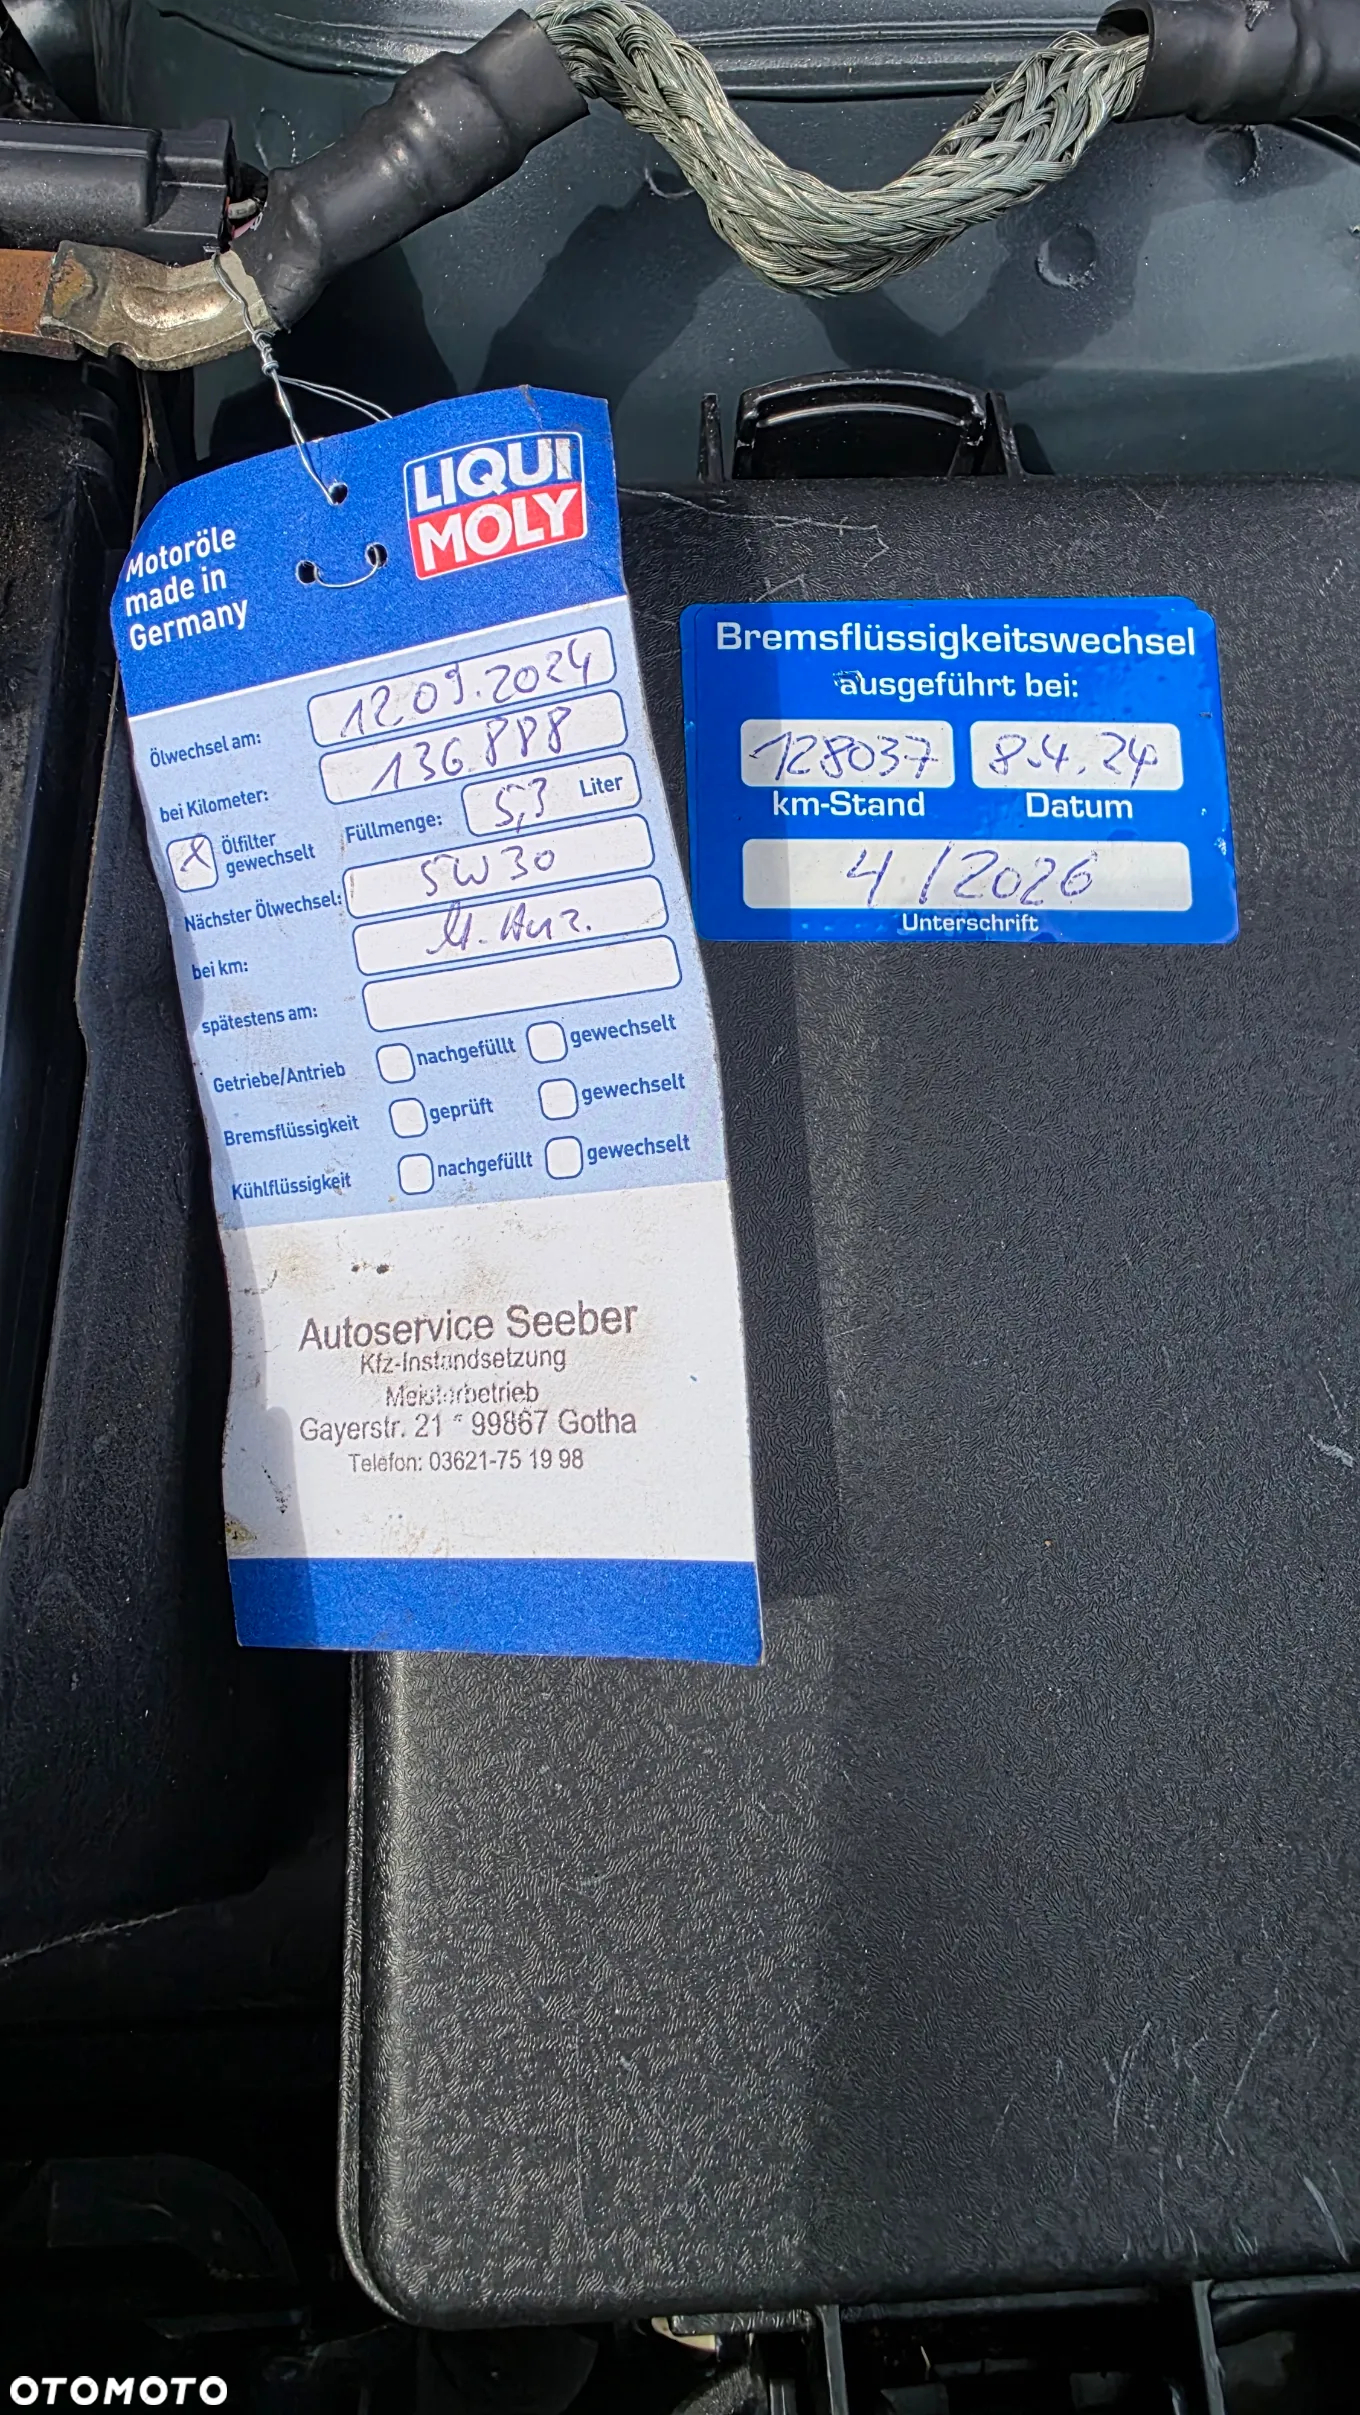 LIQUI
MOLY
Motoröle
made in
Germany
Ölwechsel am: 12.09.2024
bei Kilometer: 136.888
X Ölfilter gewechselt Füllmenge: 5,3 Liter
Nächster Ölwechsel: 5W30
bei km: lt. Anz.
spätestens am:
Getriebe/Antrieb nachgefüllt gewechselt
Bremsflüssigkeit geprüft gewechselt
Kühlflüssigkeit nachgefüllt gewechselt
Autoservice Seeber
Kfz-Instandsetzung
Meisterbetrieb
Gayerstr. 21 - 99867 Gotha
Telefon: 03621-75 19 98
Bremsflüssigkeitswechsel
ausgeführt bei:
128037 8.4.24
km-Stand Datum
4/2026
Unterschrift
OTOMOTO